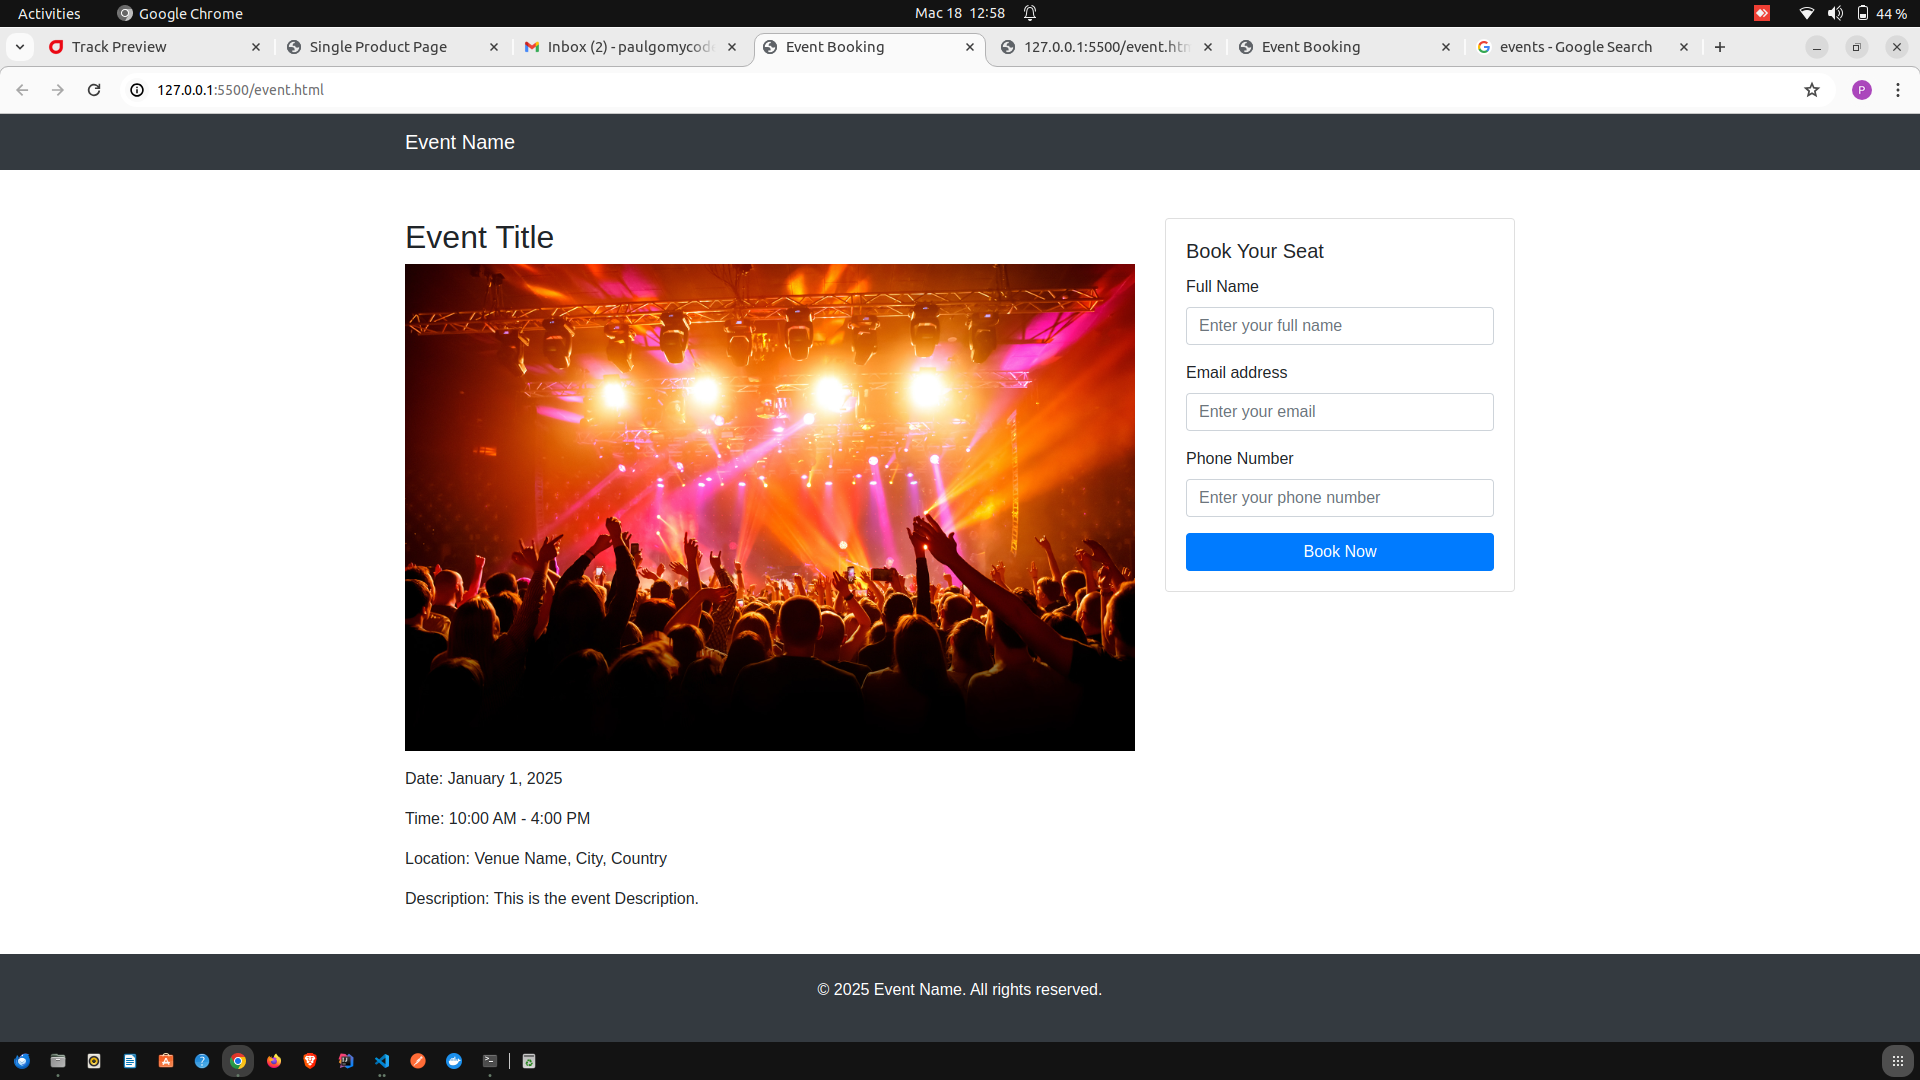 Activities
Google Chrome
Mac 18 12:58
44 %
Track Preview
Single Product Page
Inbox (2) - paulgomycod
Event Booking
127.0.0.1:5500/event.htm
Event Booking
events - Google Search
127.0.0.1:5500/event.html
P
Event Name
Event Title
Date: January 1, 2025
Time: 10:00 AM - 4:00 PM
Location: Venue Name, City, Country
Description: This is the event Description.
Book Your Seat
Full Name
Enter your full name
Email address
Enter your email
Phone Number
Enter your phone number
Book Now
© 2025 Event Name. All rights reserved.